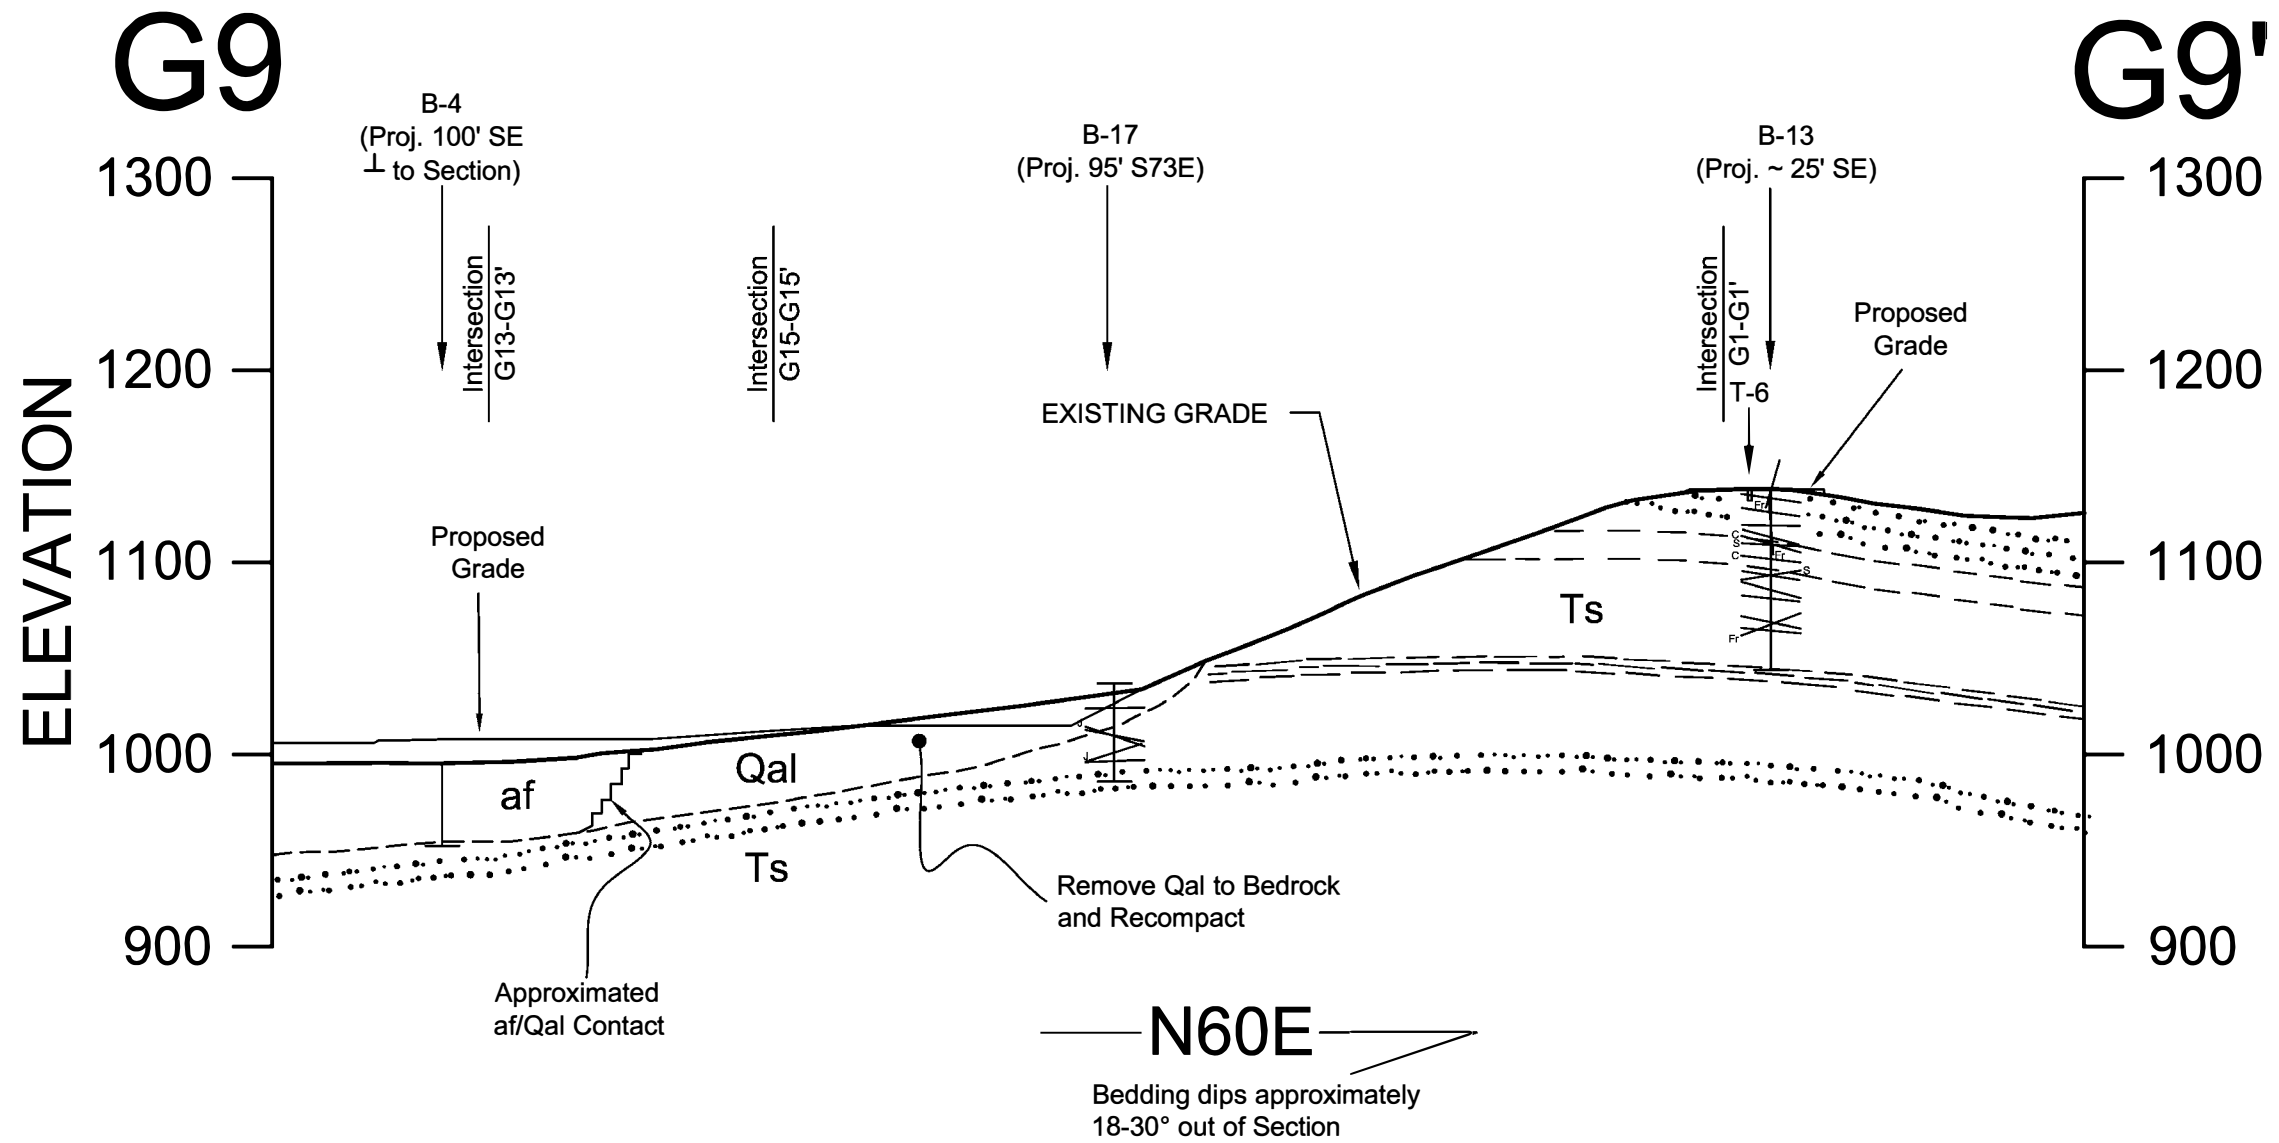 G9
G9'
B-4
(Proj. 100' SE
⊥ to Section)
B-17
(Proj. 95' S73E)
B-13
(Proj. ~ 25' SE)
1300
1300
Intersection
G13-G13'
Intersection
G15-G15'
Intersection
G1-G1'
Proposed
Grade
1200
1200
T-6
EXISTING GRADE
ELEVATION
Fr
Proposed
Grade
C
S
C
Fr
S
1100
1100
Ts
Fr
J
1000
1000
Qal
J
af
Ts
Remove Qal to Bedrock
and Recompact
900
900
Approximated
af/Qal Contact
N60E
Bedding dips approximately
18-30° out of Section